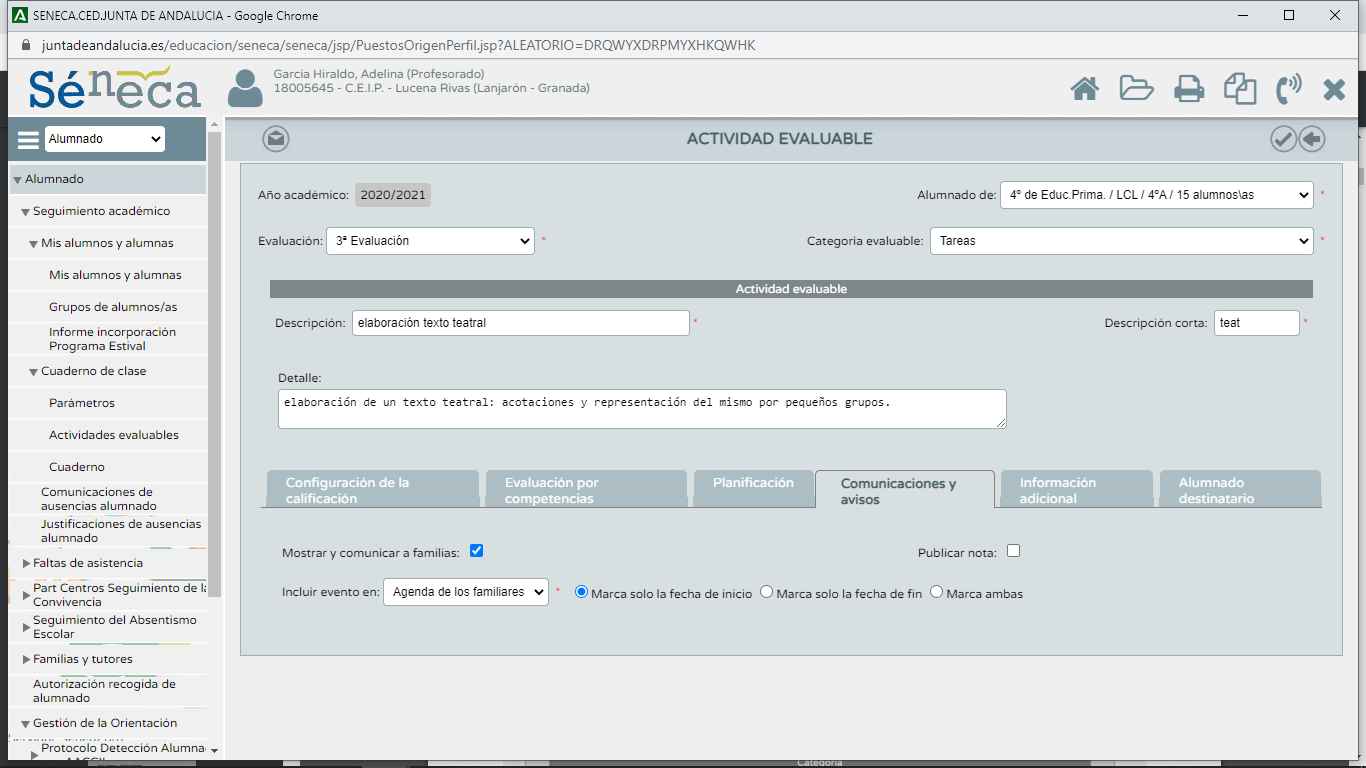 SENECA.CED.JUNTA DE ANDALUCIA - Google Chrome
juntadeandalucia.es/educacion/seneca/seneca/jsp/PuestosOrigenPerfil.jsp?ALEATORIO=DRQWYXDRPMYXHKQWHK
Séneca
García Hiraldo, Adelina (Profesorado)
18005645 - C.E.I.P. - Lucena Rivas (Lanjarón - Granada)
Alumnado
ACTIVIDAD EVALUABLE
Alumnado
Seguimiento académico
Mis alumnos y alumnas
Mis alumnos y alumnas
Grupos de alumnos/as
Informe incorporación
Programa Estival
Cuaderno de clase
Parámetros
Actividades evaluables
Cuaderno
Comunicaciones de
ausencias alumnado
Justificaciones de ausencias
alumnado
Faltas de asistencia
Part Centros Seguimiento de la
Convivencia
Seguimiento del Absentismo
Escolar
Familias y tutores
Autorización recogida de
alumnado
Gestión de la Orientación
Protocolo Detección Alumna
Año académico: 2020/2021
Alumnado de: 4º de Educ.Prima. / LCL / 4ºA / 15 alumnos\as *
Evaluación: 3ª Evaluación *
Categoría evaluable: Tareas *
Actividad evaluable
Descripción: elaboración texto teatral *
Descripción corta: teat *
Detalle:
elaboración de un texto teatral: acotaciones y representación del mismo por pequeños grupos.
Configuración de la
calificación
Evaluación por
competencias
Planificación
Comunicaciones y
avisos
Información
adicional
Alumnado
destinatario
Mostrar y comunicar a familias:
Publicar nota:
Incluir evento en: Agenda de los familiares * Marca solo la fecha de inicio Marca solo la fecha de fin Marca ambas
Categoría